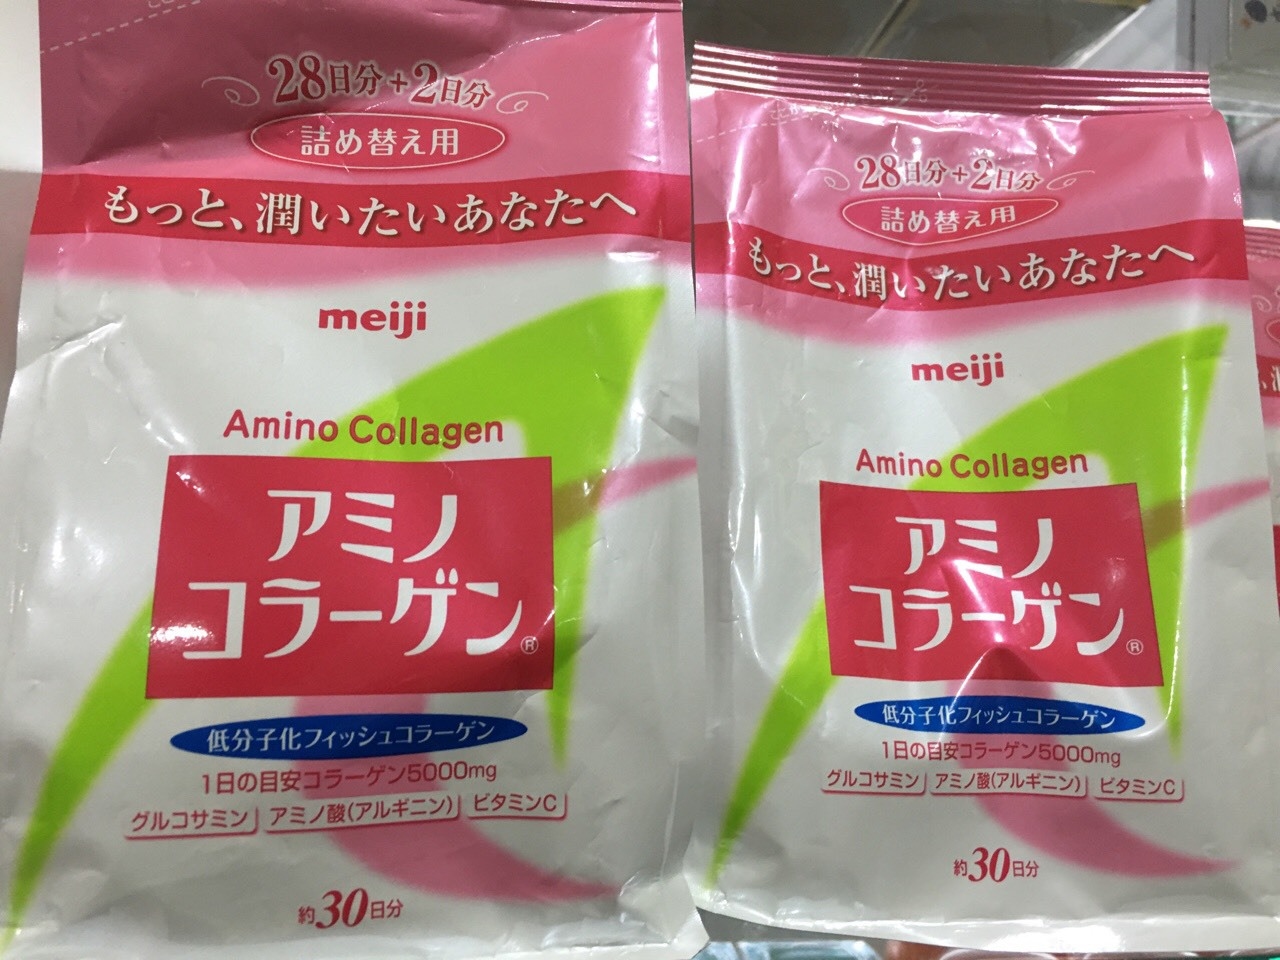 28日分+2日分
詰め替え用
もっと、潤いたいあなたへ
meiji
Amino Collagen
アミノ
コラーゲン®
低分子化フィッシュコラーゲン
1日の目安コラーゲン5000mg
グルコサミン アミノ酸(アルギニン) ビタミンC
約30日分
28日分+2日分
詰め替え用
もっと、潤いたいあなたへ
meiji
Amino Collagen
アミノ
コラーゲン®
低分子化フィッシュコラーゲン
1日の目安コラーゲン5000mg
グルコサミン アミノ酸(アルギニン) ビタミンC
約30日分